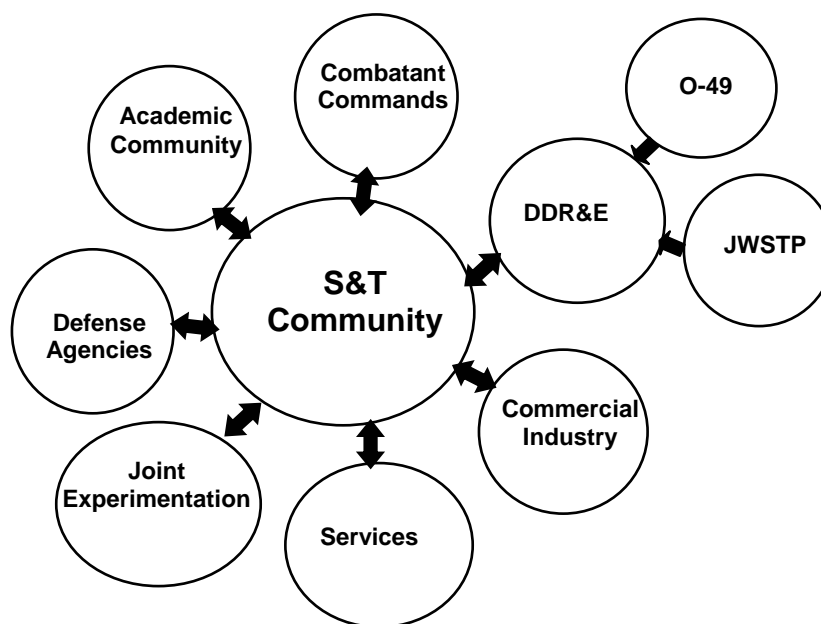 Combatant
Commands
O-49
Academic
Community
DDR&E
JWSTP
S&T
Community
Defense
Agencies
Commercial
Industry
Joint
Experimentation
Services